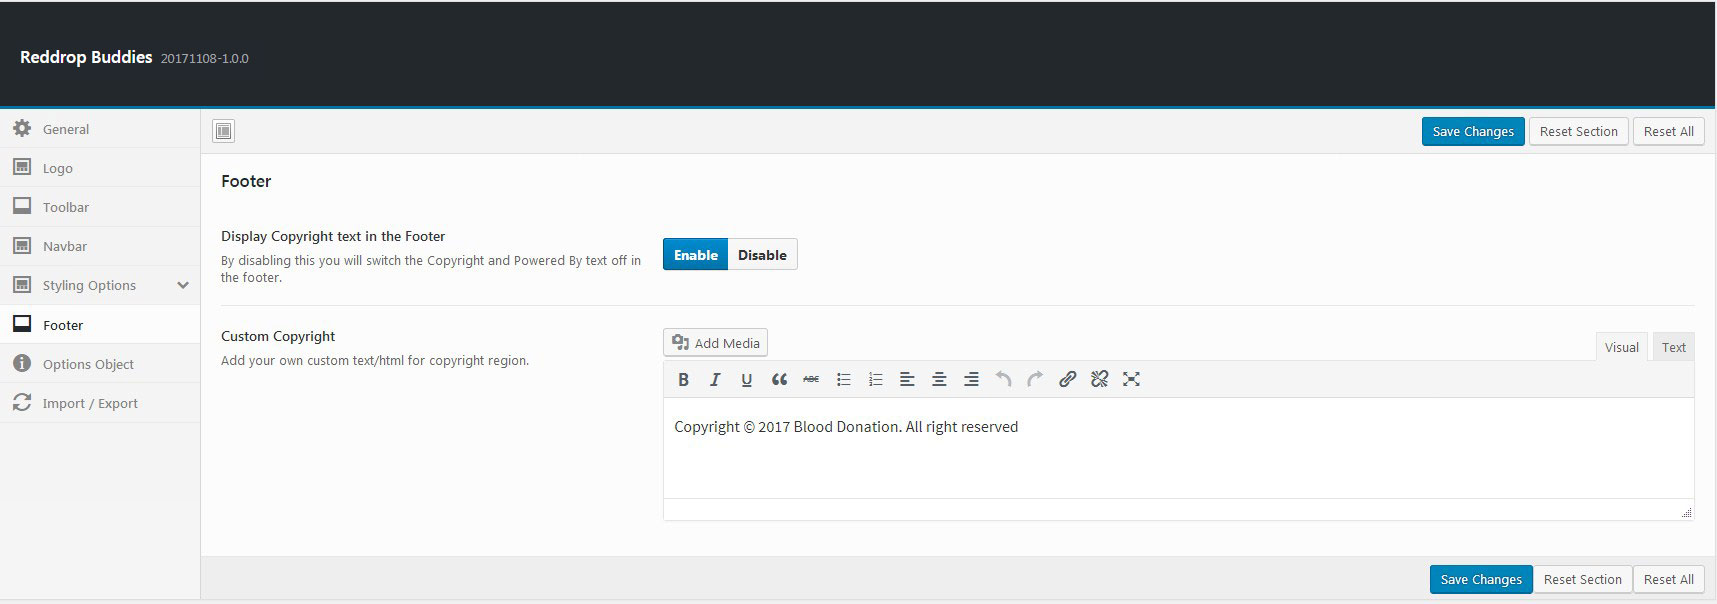 Reddrop Buddies 20171108-1.0.0
General
Logo
Toolbar
Navbar
Styling Options
Footer
Options Object
Import / Export
Save Changes Reset Section Reset All
Footer
Display Copyright text in the Footer
By disabling this you will switch the Copyright and Powered By text off in
the footer.
Enable Disable
Custom Copyright
Add your own custom text/html for copyright region.
Add Media
Visual Text
B I U ABC
Copyright © 2017 Blood Donation. All right reserved
Save Changes Reset Section Reset All